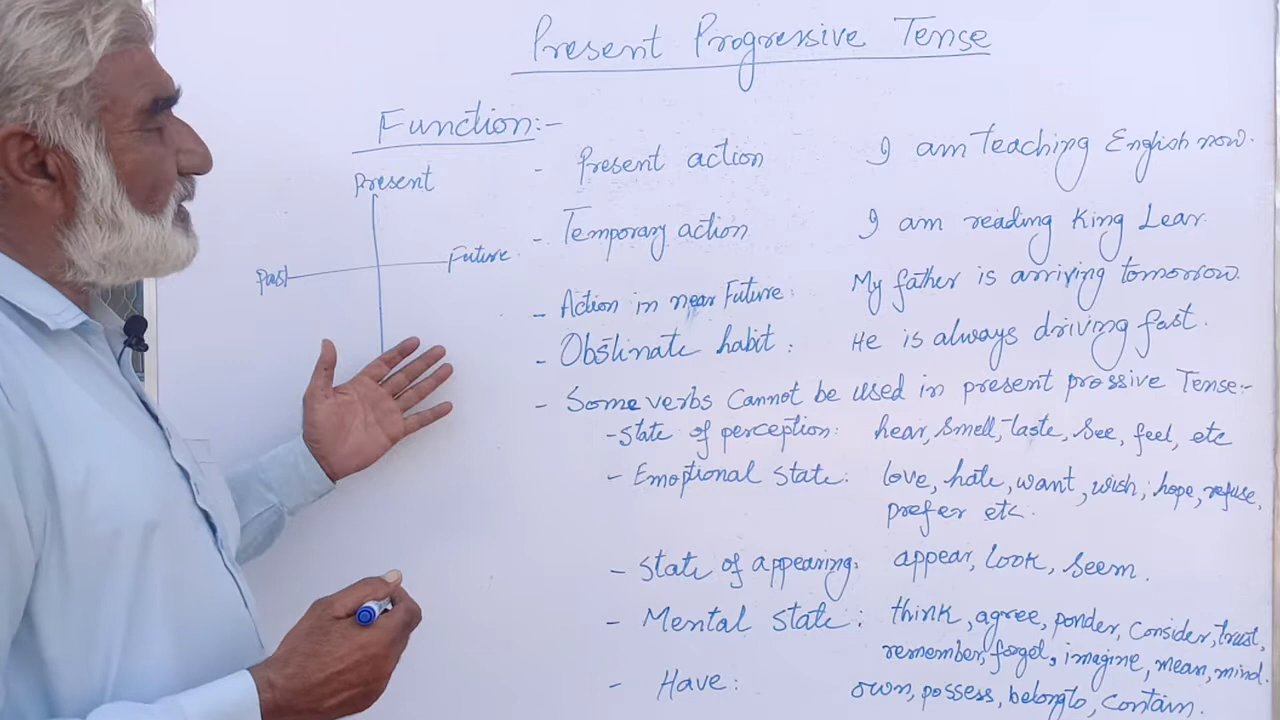 Present Progressive Tense
Function:-
Present
Past
Future
- Present action I am teaching English now.
- Temporary action I am reading King Lear
- Action in near Future: My father is arriving tomorrow.
- Obstinate habit: He is always driving fast.
- Some verbs cannot be used in present prossive Tense:-
- State of perception: hear, smell, taste, see, feel, etc
- Emoptional state: love, hate, want, wish, hope, refuse,
prefer etc.
- State of appearing: appear, look, seem.
- Mental state: think, agree, ponder, consider, trust,
remember, forget, imagine, mean, mind.
- Have: own, possess, belong to, contain.